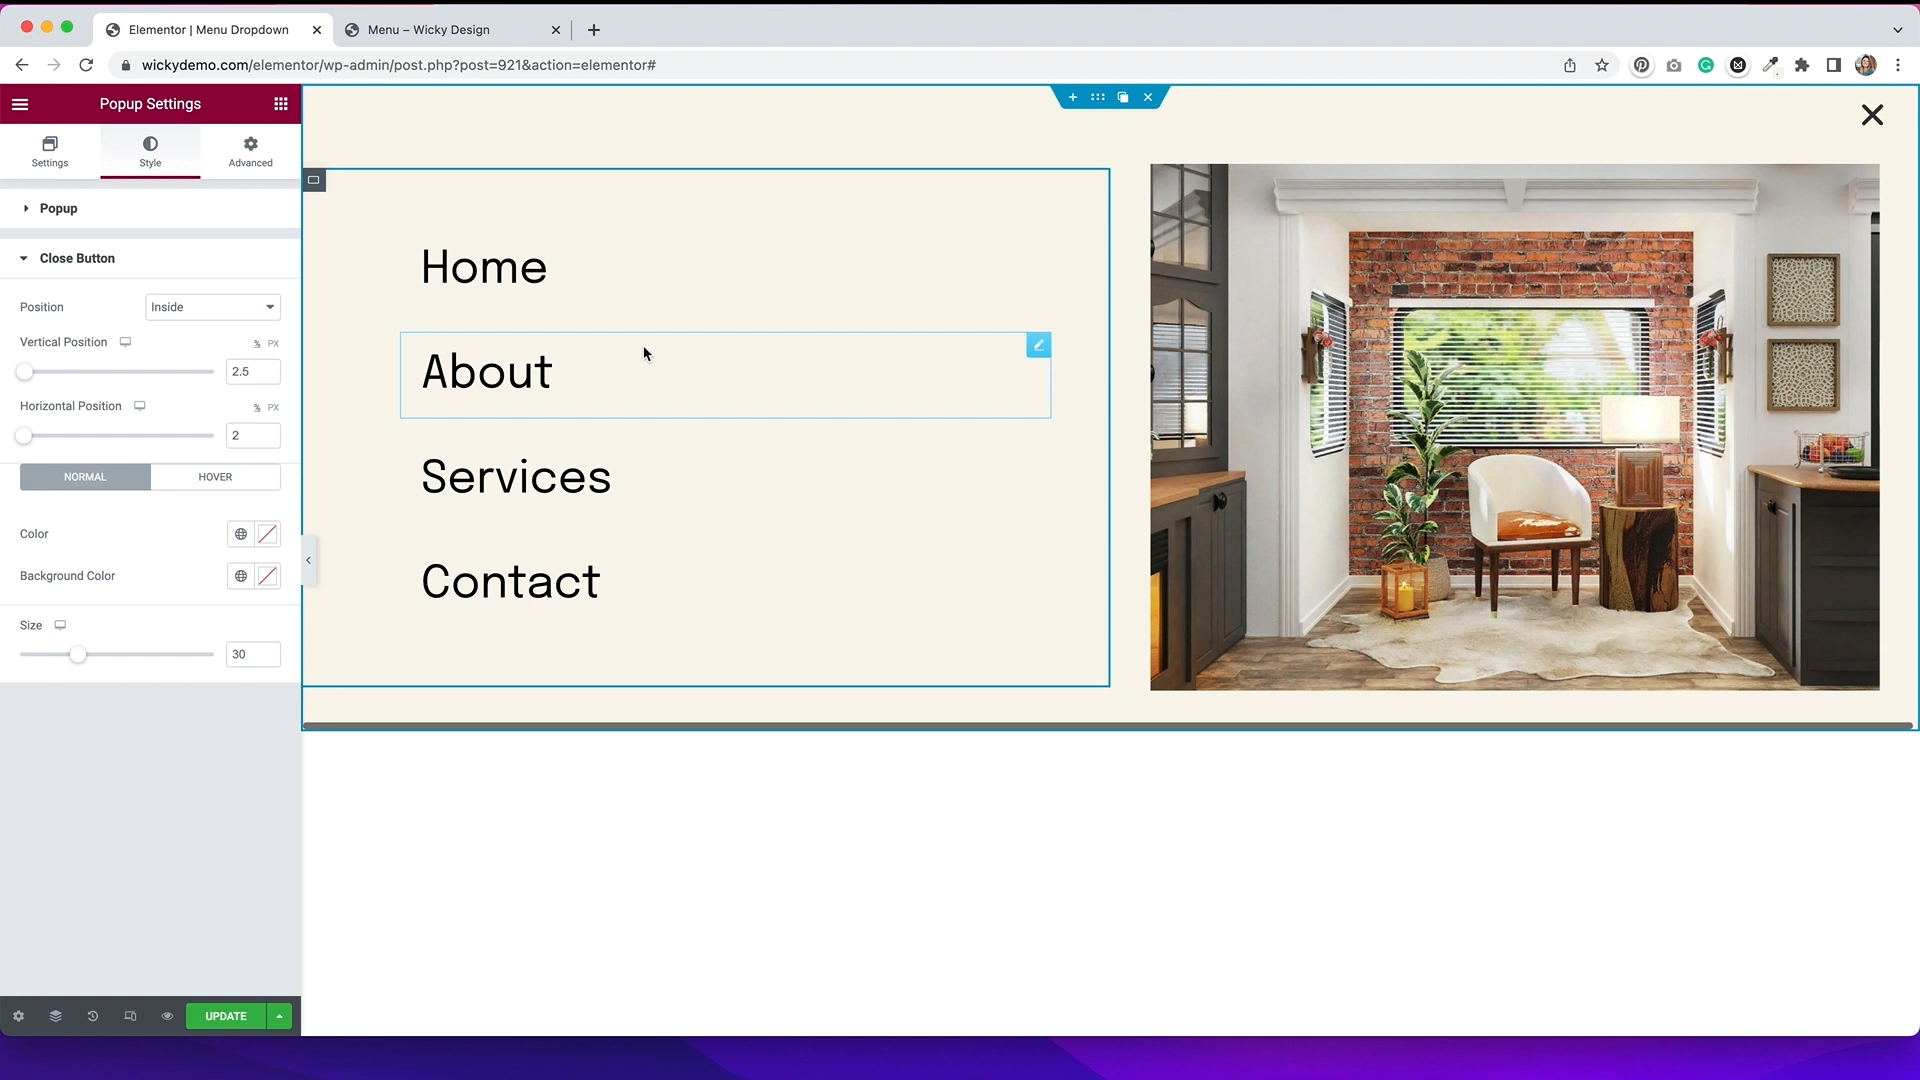 Elementor | Menu Dropdown
Menu – Wicky Design
wickydemo.com/elementor/wp-admin/post.php?post=921&action=elementor#
Popup Settings
Settings
Style
Advanced
Popup
Close Button
Position
Inside
Vertical Position
% PX
2.5
Horizontal Position
% PX
2
NORMAL
HOVER
Color
Background Color
Size
30
UPDATE
Home
About
Services
Contact